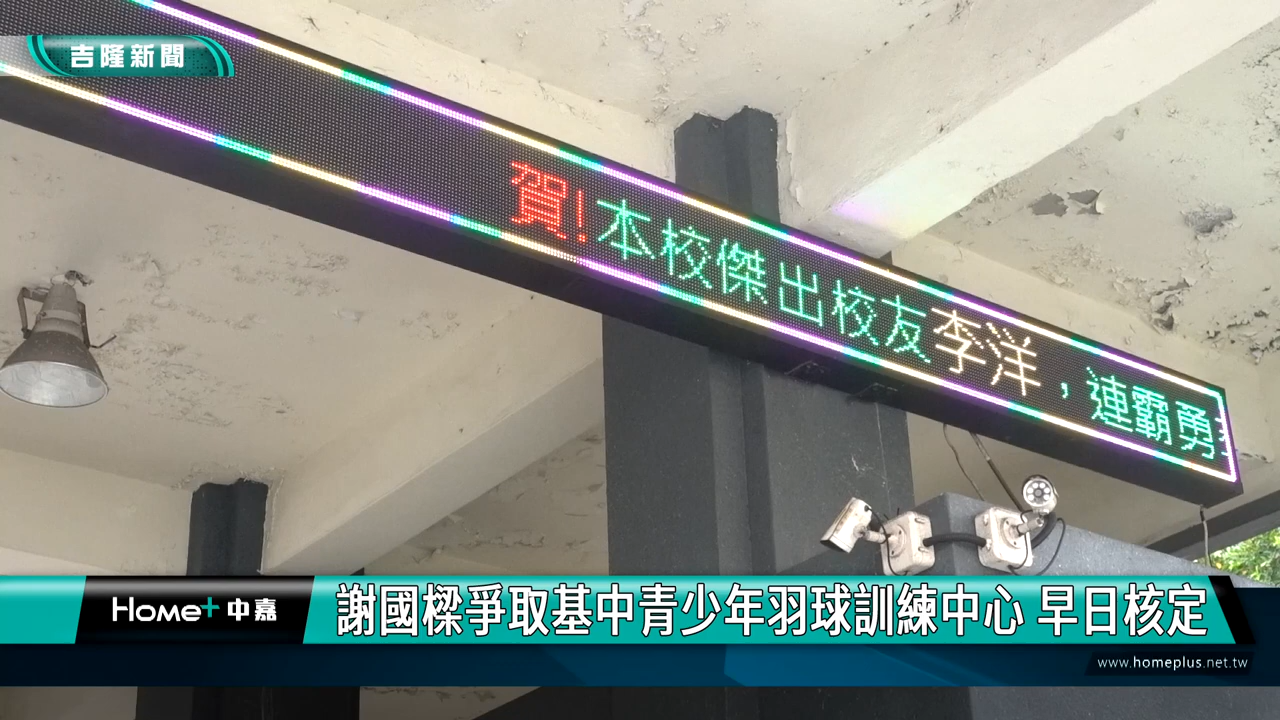 吉隆新聞
賀!本校傑出校友李洋,連霸勇
Home+ 中嘉
謝國樑爭取基中青少年羽球訓練中心 早日核定
www.homeplus.net.tw